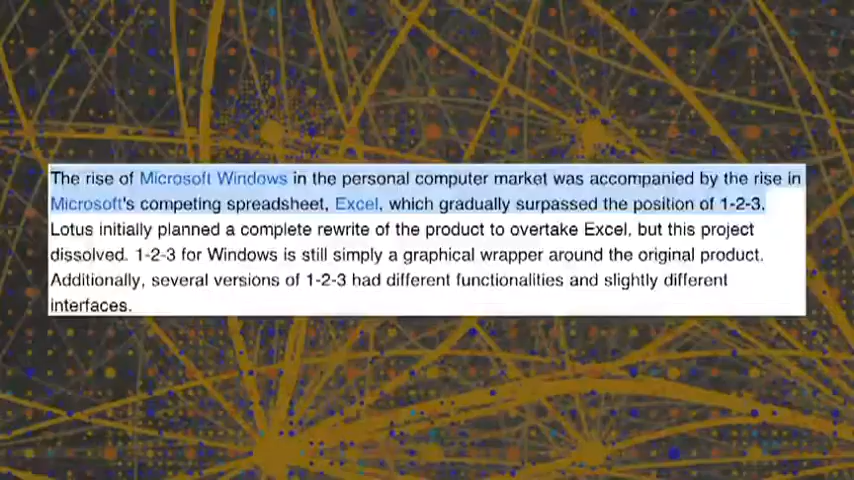 The rise of Microsoft Windows in the personal computer market was accompanied by the rise in
Microsoft's competing spreadsheet, Excel, which gradually surpassed the position of 1-2-3.
Lotus initially planned a complete rewrite of the product to overtake Excel, but this project
dissolved. 1-2-3 for Windows is still simply a graphical wrapper around the original product.
Additionally, several versions of 1-2-3 had different functionalities and slightly different
interfaces.